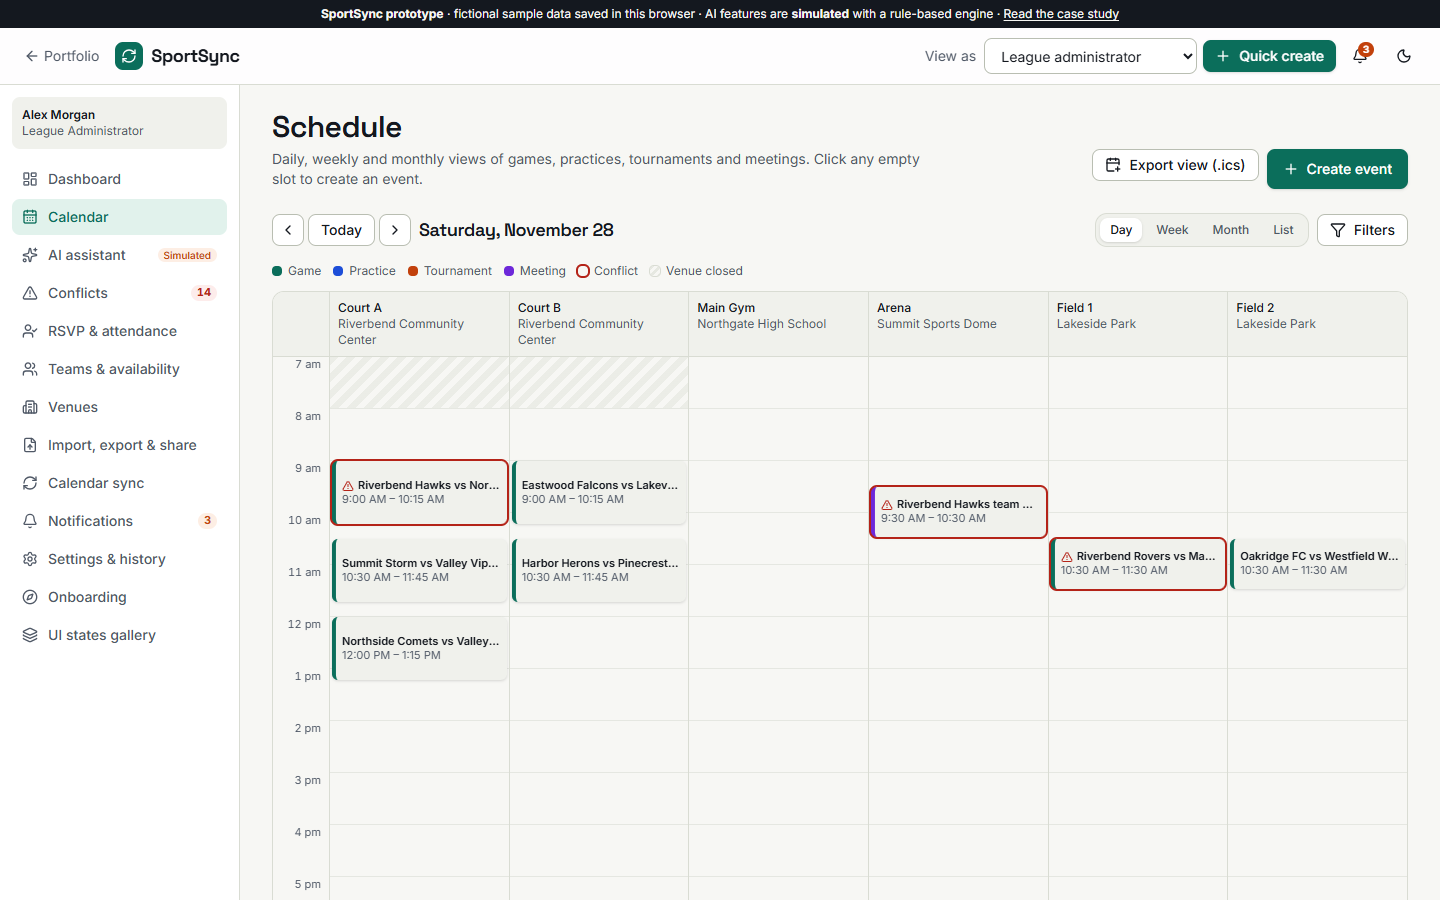 SportSync prototype · fictional sample data saved in this browser · AI features are simulated with a rule-based engine · Read the case study
Portfolio
SportSync
View as
League administrator
Quick create
3
Alex Morgan
League Administrator
Dashboard
Calendar
AI assistant
Simulated
Conflicts
14
RSVP & attendance
Teams & availability
Venues
Import, export & share
Calendar sync
Notifications
3
Settings & history
Onboarding
UI states gallery
Schedule
Daily, weekly and monthly views of games, practices, tournaments and meetings. Click any empty
slot to create an event.
Export view (.ics)
Create event
Today
Saturday, November 28
Day
Week
Month
List
Filters
Game
Practice
Tournament
Meeting
Conflict
Venue closed
Court A
Riverbend Community
Center
Court B
Riverbend Community
Center
Main Gym
Northgate High School
Arena
Summit Sports Dome
Field 1
Lakeside Park
Field 2
Lakeside Park
7 am
8 am
9 am
10 am
11 am
12 pm
1 pm
2 pm
3 pm
4 pm
5 pm
Riverbend Hawks vs Nor...
9:00 AM – 10:15 AM
Summit Storm vs Valley Vip...
10:30 AM – 11:45 AM
Northside Comets vs Valley...
12:00 PM – 1:15 PM
Eastwood Falcons vs Lakev...
9:00 AM – 10:15 AM
Harbor Herons vs Pinecrest...
10:30 AM – 11:45 AM
Riverbend Hawks team ...
9:30 AM – 10:30 AM
Riverbend Rovers vs Ma...
10:30 AM – 11:30 AM
Oakridge FC vs Westfield W...
10:30 AM – 11:30 AM